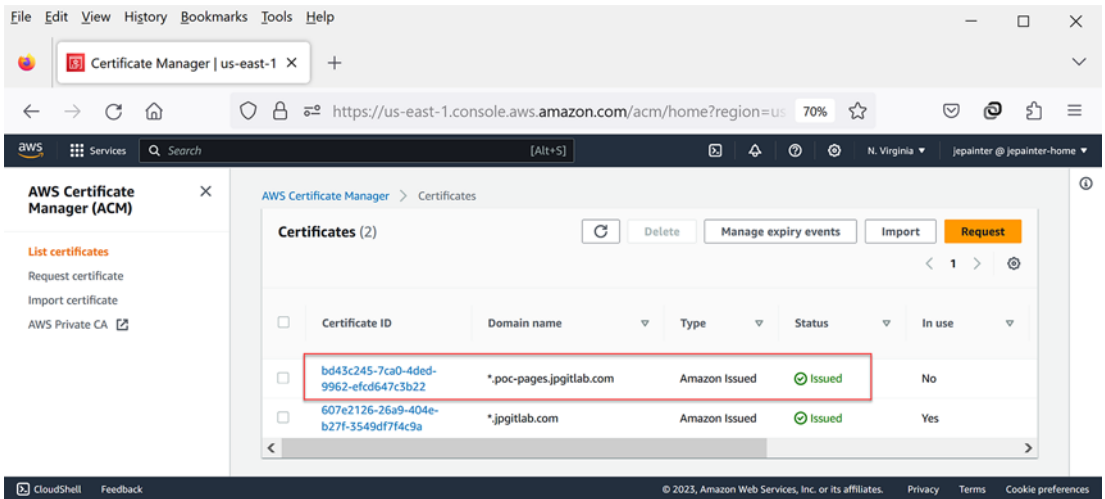 File Edit View History Bookmarks Tools Help
Certificate Manager | us-east-1
https://us-east-1.console.aws.amazon.com/acm/home?region=us 70%
aws Services Search [Alt+S] N. Virginia jepainter @ jepainter-home
AWS Certificate
Manager (ACM)
List certificates
Request certificate
Import certificate
AWS Private CA
AWS Certificate Manager > Certificates
Certificates (2) Delete Manage expiry events Import Request
1
Certificate ID Domain name Type Status In use
bd43c245-7ca0-4ded-
9962-efcd647c3b22 *.poc-pages.jpgitlab.com Amazon Issued Issued No
607e2126-26a9-404e-
b27f-3549df7f4c9a *.jpgitlab.com Amazon Issued Issued Yes
CloudShell Feedback © 2023, Amazon Web Services, Inc. or its affiliates. Privacy Terms Cookie preferences